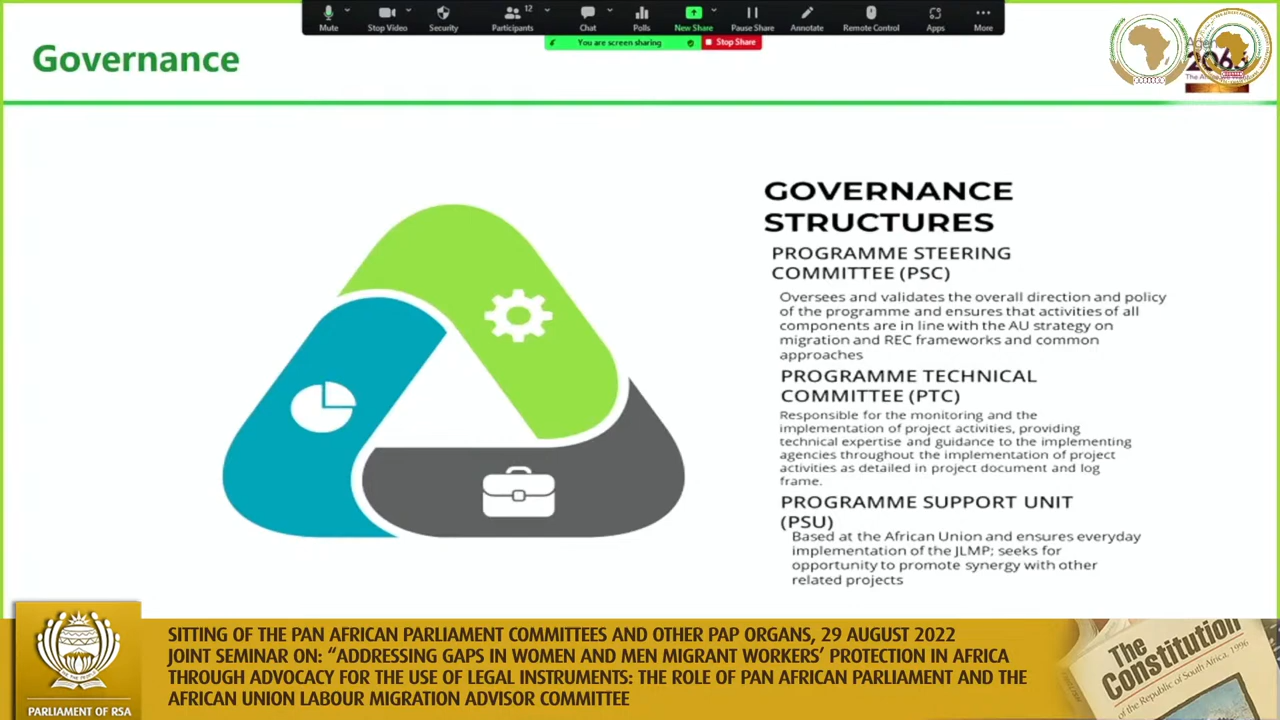 Mute
Stop Video
Security
Participants
12
Chat
Polls
New Share
Pause Share
Annotate
Remote Control
Apps
More
You are screen sharing
Stop Share
Governance
2063
GOVERNANCE
STRUCTURES
PROGRAMME STEERING
COMMITTEE (PSC)
Oversees and validates the overall direction and policy
of the programme and ensures that activities of all
components are in line with the AU strategy on
migration and REC frameworks and common
approaches
PROGRAMME TECHNICAL
COMMITTEE (PTC)
Responsible for the monitoring and the
implementation of project activities, providing
technical expertise and guidance to the implementing
agencies throughout the implementation of project
activities as detailed in project document and log
frame.
PROGRAMME SUPPORT UNIT
(PSU)
Based at the African Union and ensures everyday
implementation of the JLMP; seeks for
opportunity to promote synergy with other
related projects
SITTING OF THE PAN AFRICAN PARLIAMENT COMMITTEES AND OTHER PAP ORGANS, 29 AUGUST 2022
JOINT SEMINAR ON: “ADDRESSING GAPS IN WOMEN AND MEN MIGRANT WORKERS’ PROTECTION IN AFRICA
THROUGH ADVOCACY FOR THE USE OF LEGAL INSTRUMENTS: THE ROLE OF PAN AFRICAN PARLIAMENT AND THE
AFRICAN UNION LABOUR MIGRATION ADVISOR COMMITTEE
PARLIAMENT OF RSA
The
Constitution
of the Republic of South Africa, 1996